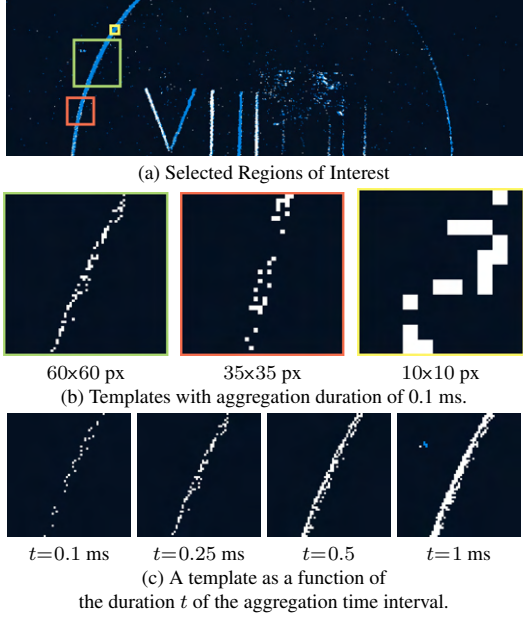 (a) Selected Regions of Interest
60×60 px 35×35 px 10×10 px
(b) Templates with aggregation duration of 0.1 ms.
t=0.1 ms t=0.25 ms t=0.5 t=1 ms
(c) A template as a function of
the duration t of the aggregation time interval.